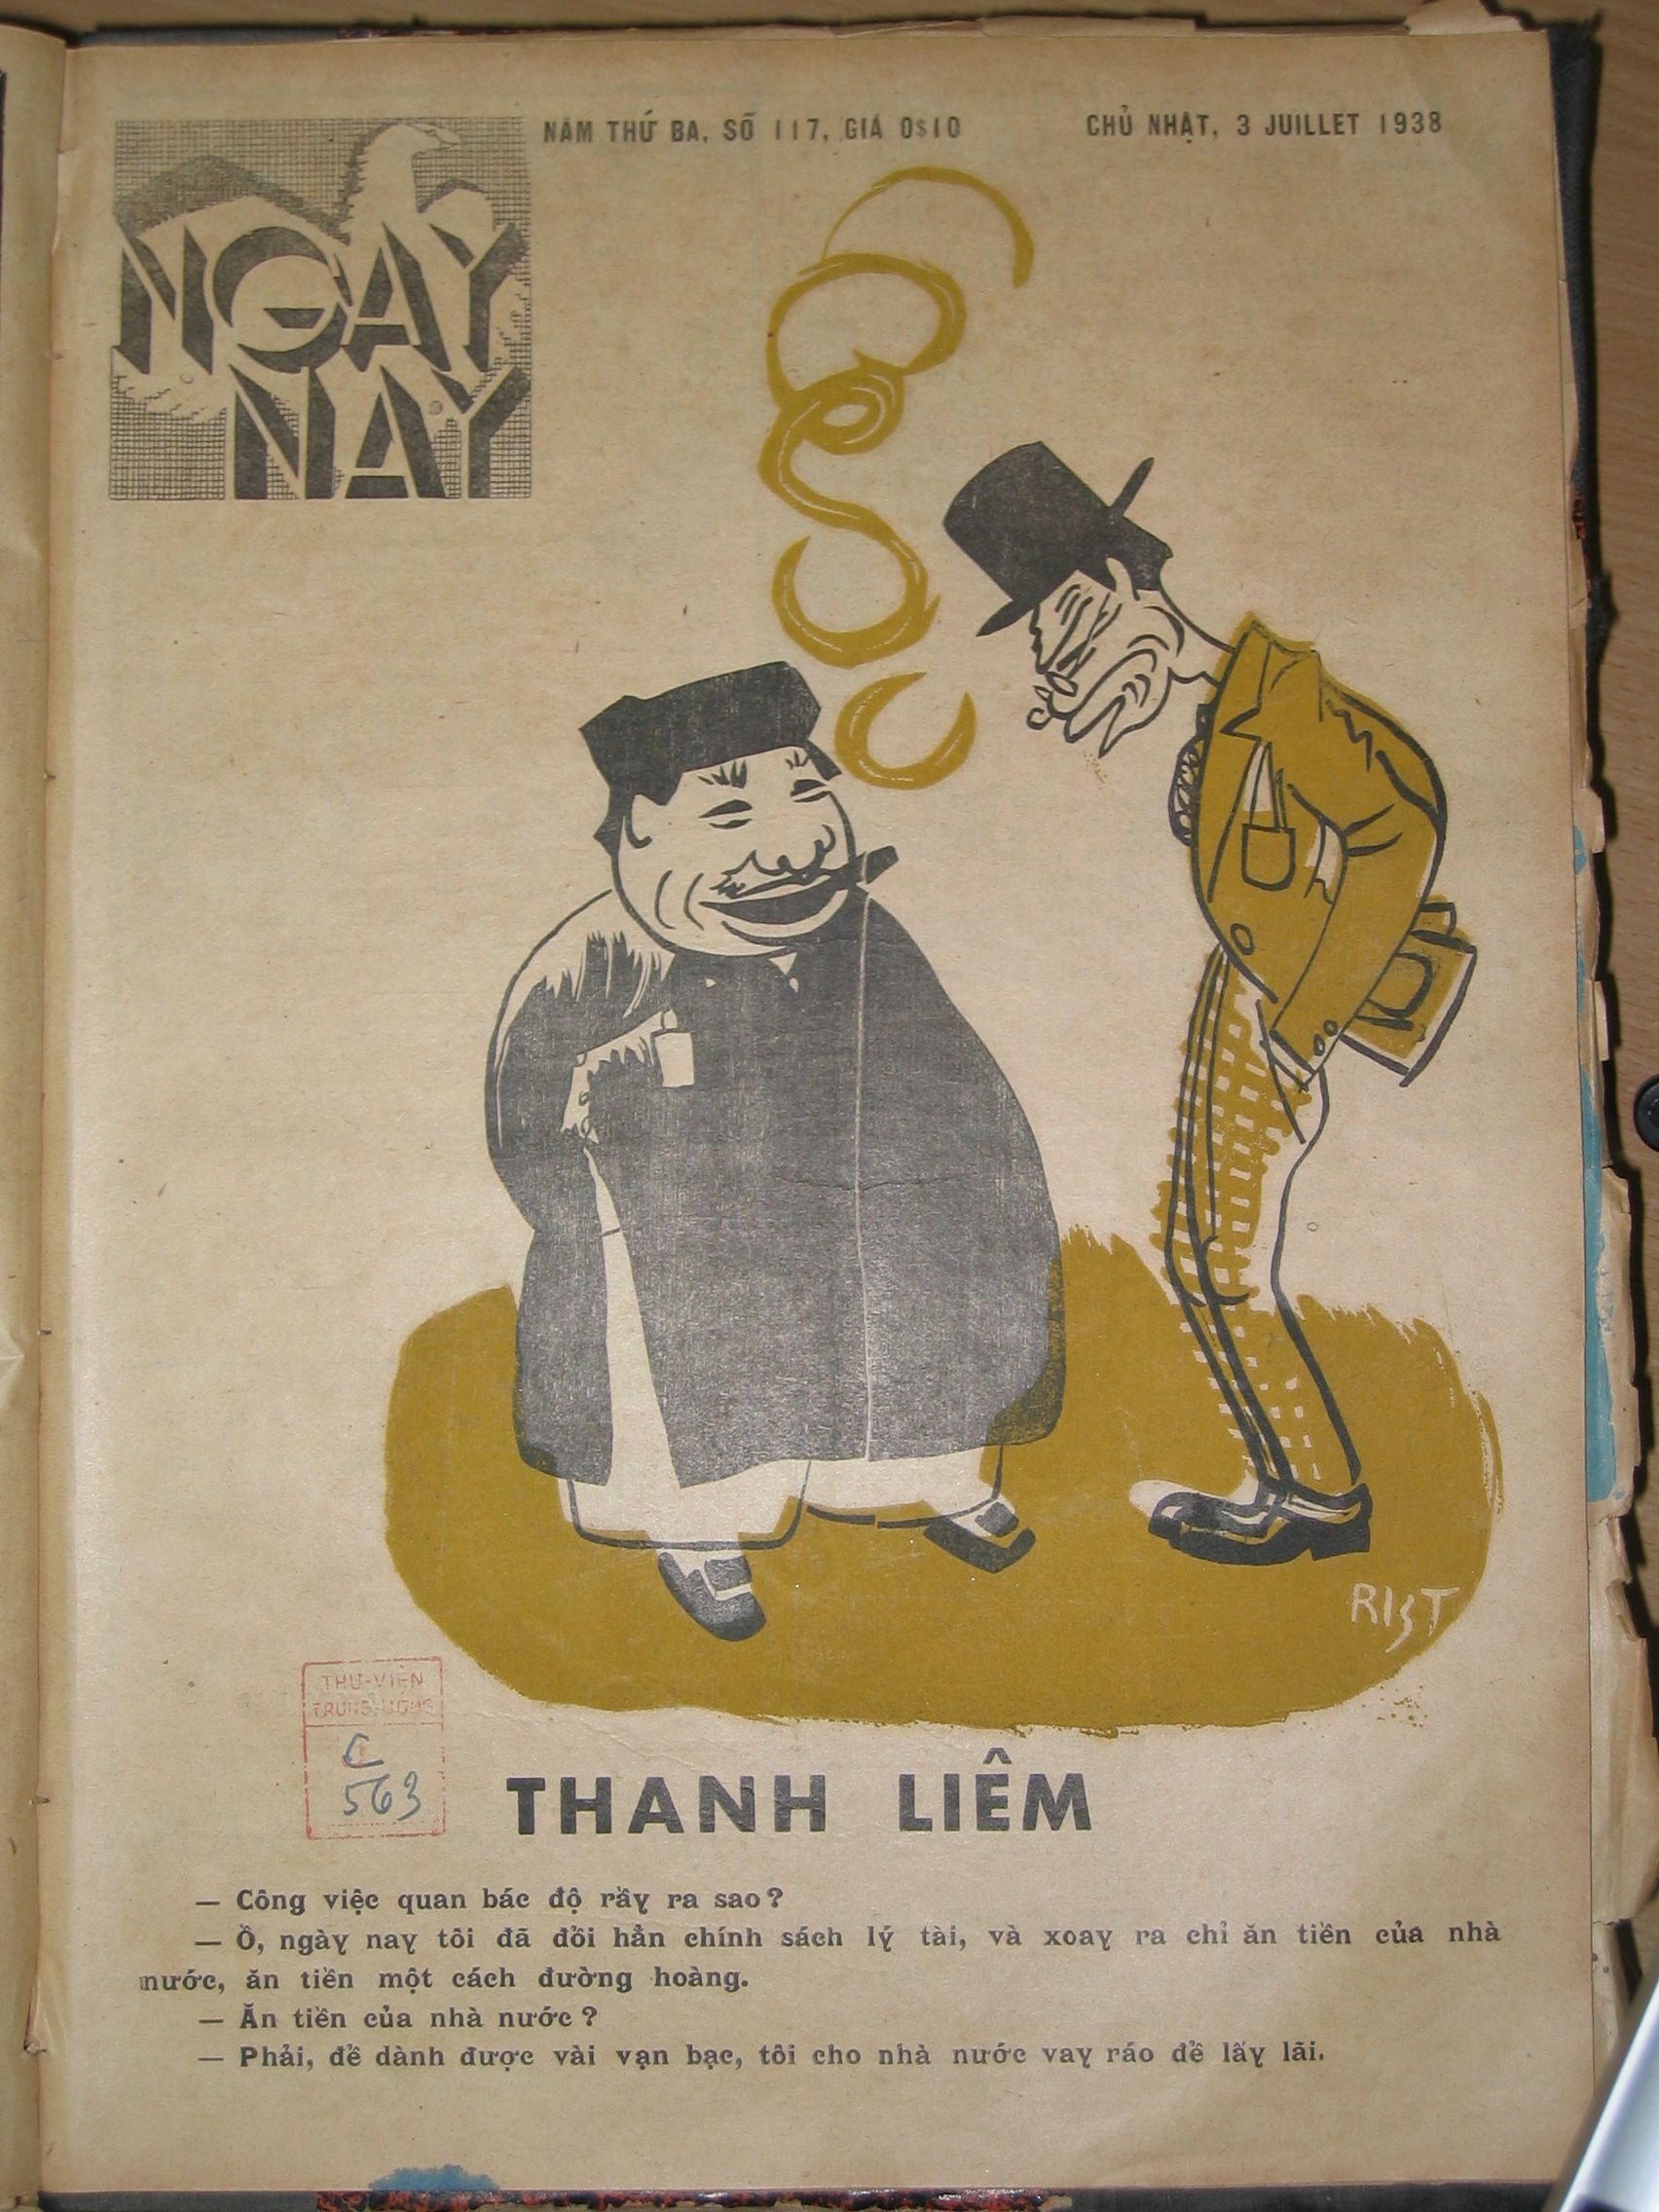 NĂM THỨ BA, SỐ 117, GIÁ 0$10
CHỦ NHẬT, 3 JUILLET 1938
NGAY
NAY
RIST
THƯ-VIỆN
TRUNG-ƯƠNG
C
563
THANH LIÊM
— Công việc quan bác độ rầy ra sao?
— Ồ, ngày nay tôi đã đổi hẳn chính sách lý tài, và xoay ra chỉ ăn tiền của nhà
nước, ăn tiền một cách đường hoàng.
— Ăn tiền của nhà nước?
— Phải, để dành được vài vạn bạc, tôi cho nhà nước vay ráo để lấy lãi.